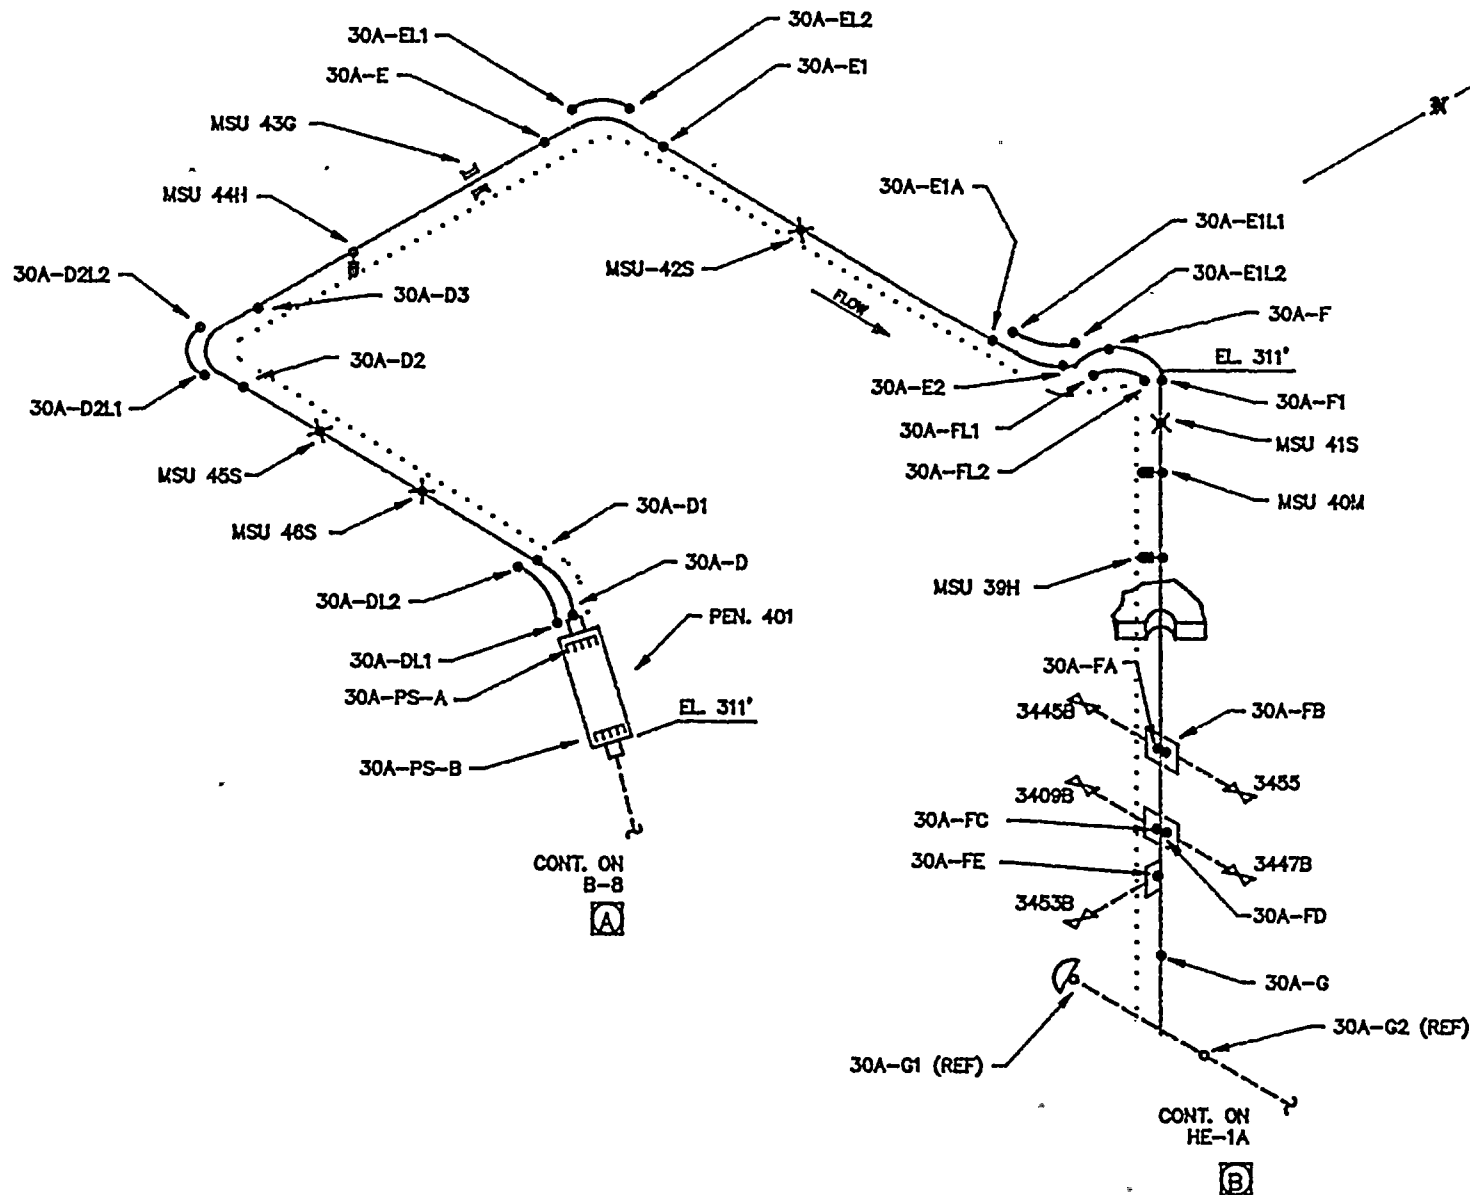 30A-EL1
30A-EL2
30A-E
30A-E1
MSU 43G
MSU 44H
30A-D2L2
30A-D3
MSU-42S
FLOW
30A-E1A
30A-E1L1
30A-E1L2
30A-F
EL. 311'
30A-D2
30A-D2L1
30A-E2
30A-F1
30A-FL1
30A-FL2
MSU 41S
MSU 45S
MSU 40M
MSU 46S
30A-D1
30A-D
MSU 39H
30A-DL2
PEN. 401
30A-DL1
30A-PS-A
EL. 311'
30A-PS-B
30A-FA
3445B
30A-FB
3455
3409B
30A-FC
30A-FE
3447B
3453B
30A-FD
CONT. ON
B-8
A
30A-G
30A-G2 (REF)
30A-G1 (REF)
CONT. ON
HE-1A
B